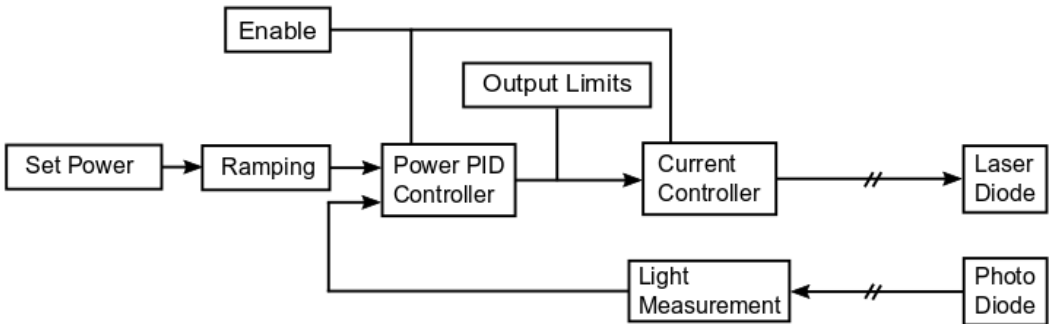 Enable
Output Limits
Set Power
Ramping
Power PID
Controller
Current
Controller
Laser
Diode
Light
Measurement
Photo
Diode